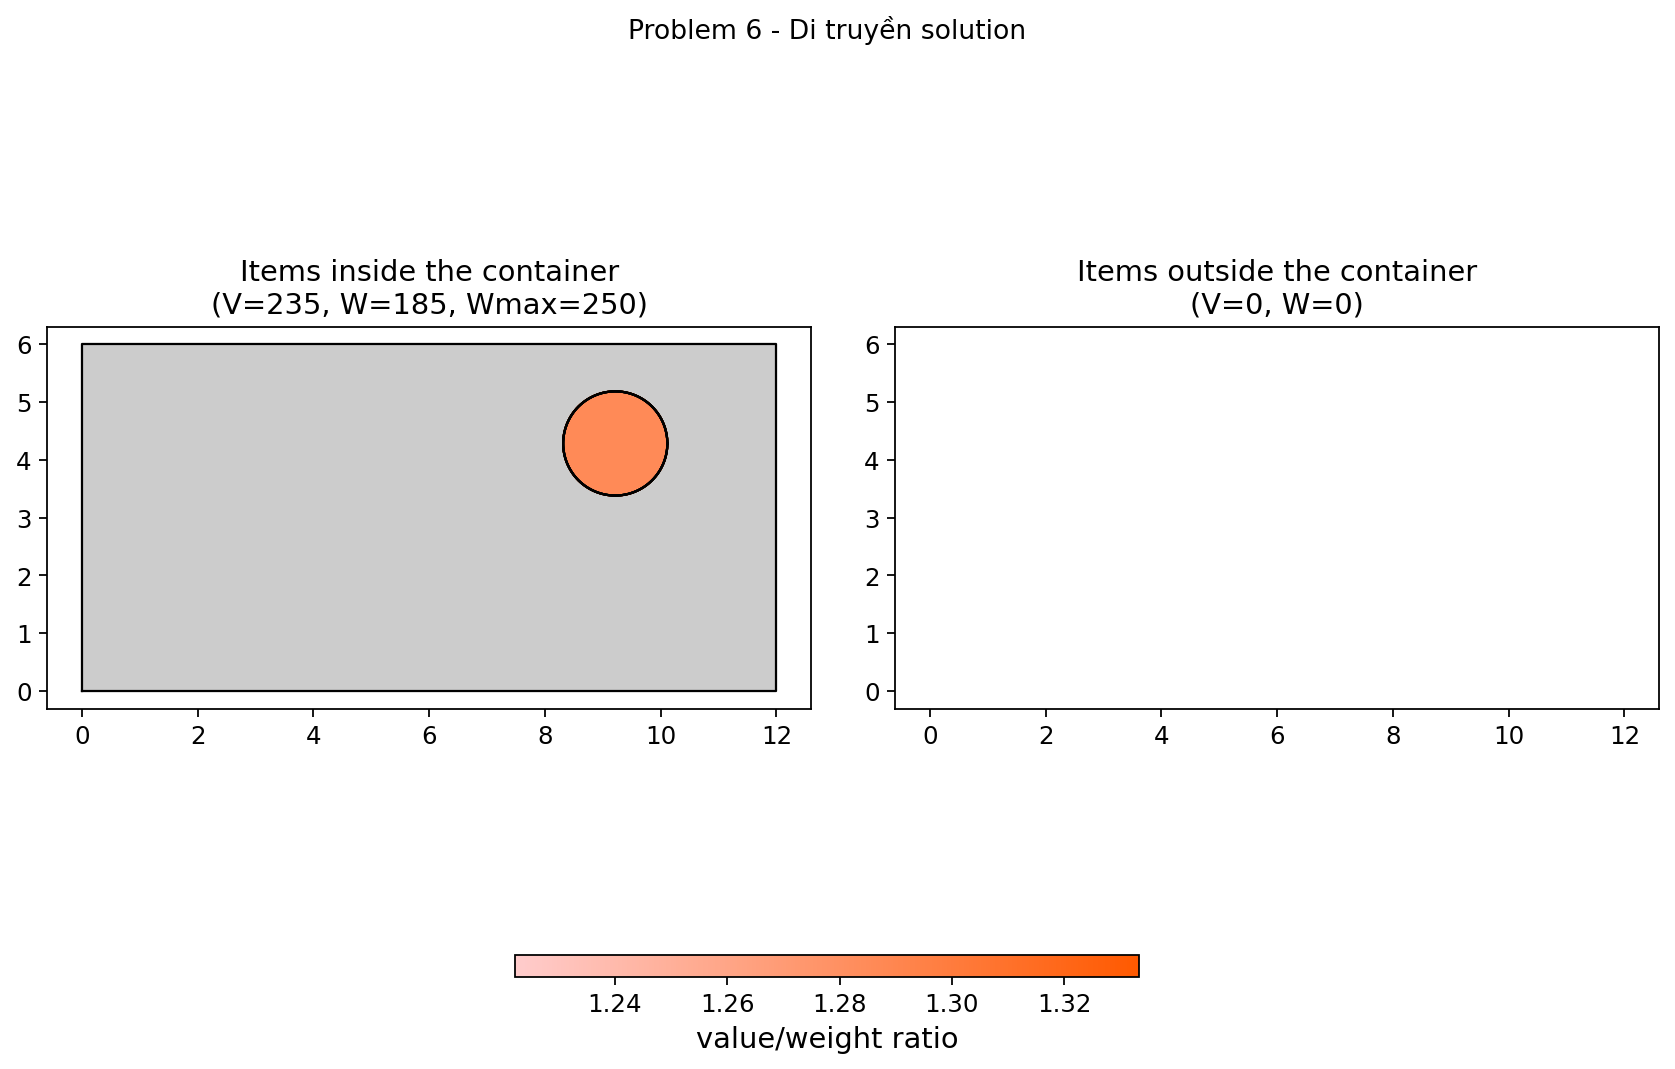 Problem 6 - Di truyền solution
Items inside the container
(V=235, W=185, Wmax=250)
6
5
4
3
2
1
0
0 2 4 6 8 10 12
Items outside the container
(V=0, W=0)
6
5
4
3
2
1
0
0 2 4 6 8 10 12
1.24 1.26 1.28 1.30 1.32
value/weight ratio